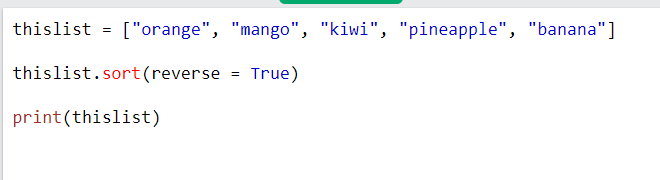 thislist = ["orange", "mango", "kiwi", "pineapple", "banana"]
thislist.sort(reverse = True)
print(thislist)